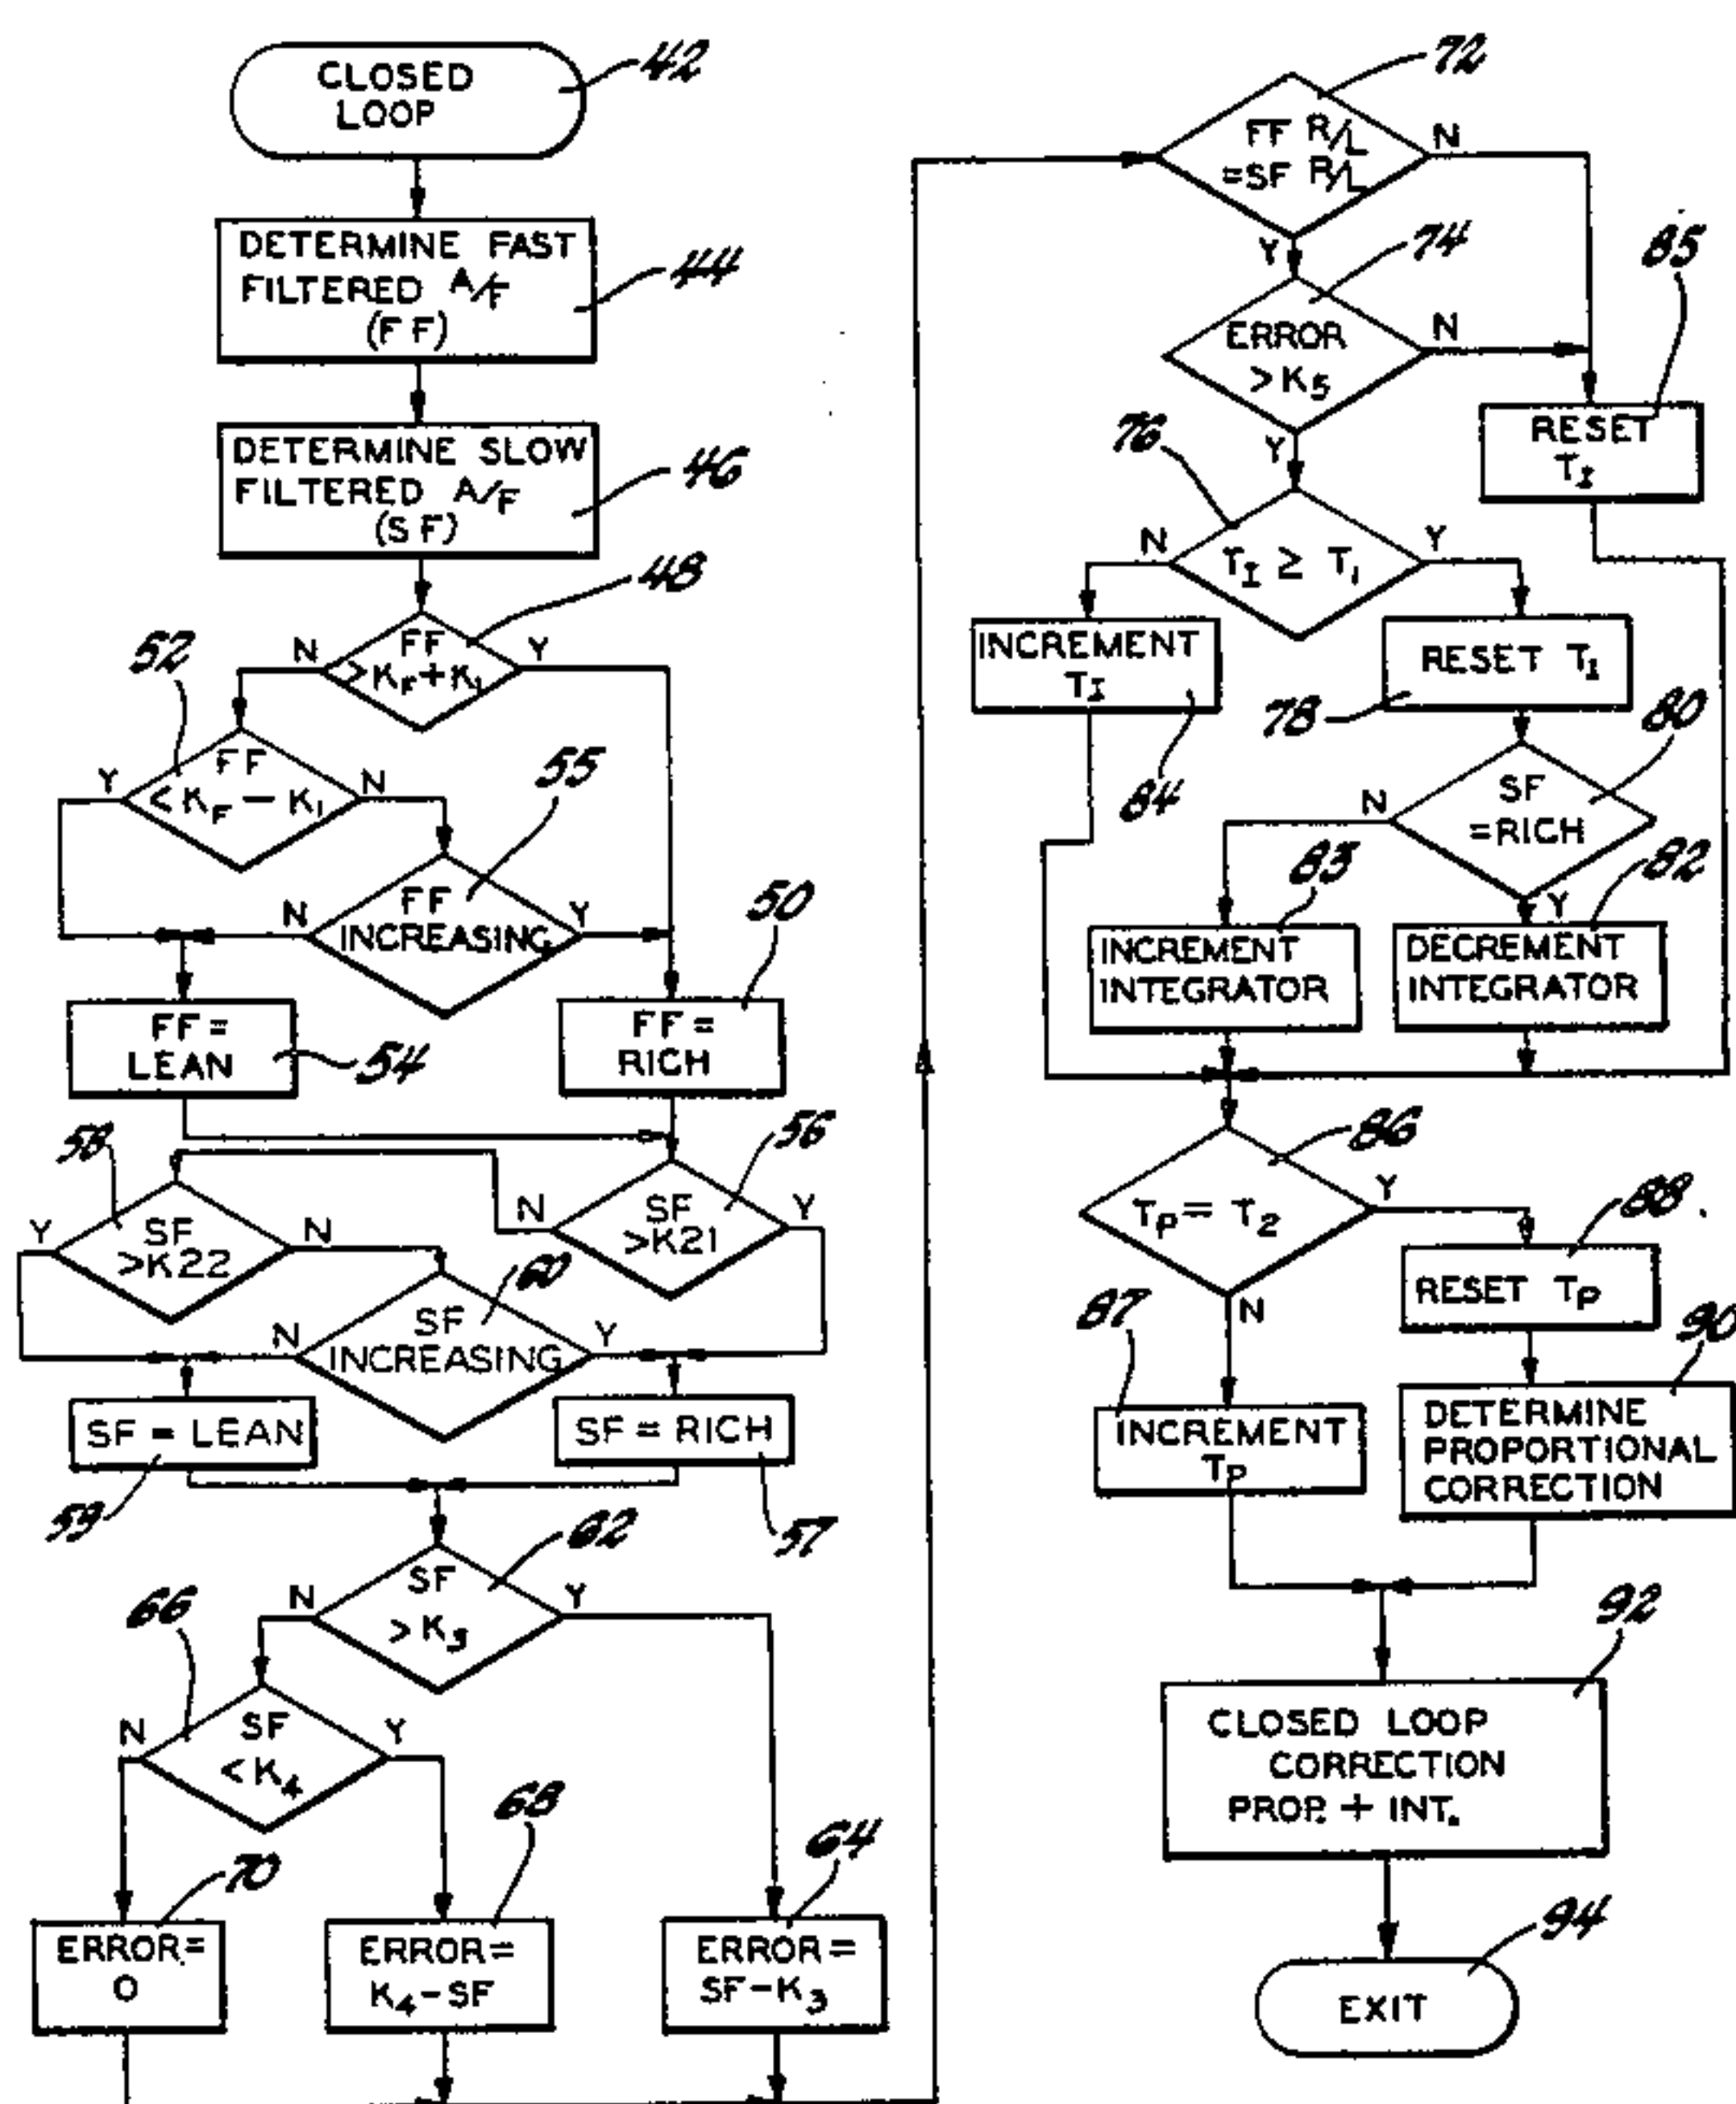 CLOSED
LOOP
42
DETERMINE FAST
FILTERED A/F
(FF)
44
DETERMINE SLOW
FILTERED A/F
(SF)
46
48
FF
>KF+K1
N
Y
52
FF
<KF-K1
Y
N
55
FF
INCREASING
N
Y
50
FF=
LEAN
54
FF=
RICH
56
SF
>K21
N
Y
58
SF
>K22
Y
N
60
SF
INCREASING
N
Y
SF = LEAN
59
SF = RICH
57
62
SF
>K3
N
Y
66
SF
<K4
N
Y
70
ERROR=
0
68
ERROR=
K4-SF
64
ERROR=
SF-K3
72
FF R/L
=SF R/L
N
Y
74
ERROR
>K5
N
Y
85
RESET
TI
76
TI ≥ T1
N
Y
INCREMENT
TI
84
RESET TI
78
80
SF
=RICH
N
Y
83
INCREMENT
INTEGRATOR
82
DECREMENT
INTEGRATOR
86
TP= T2
Y
N
88
RESET TP
87
INCREMENT
TP
90
DETERMINE
PROPORTIONAL
CORRECTION
92
CLOSED LOOP
CORRECTION
PROP. + INT.
94
EXIT